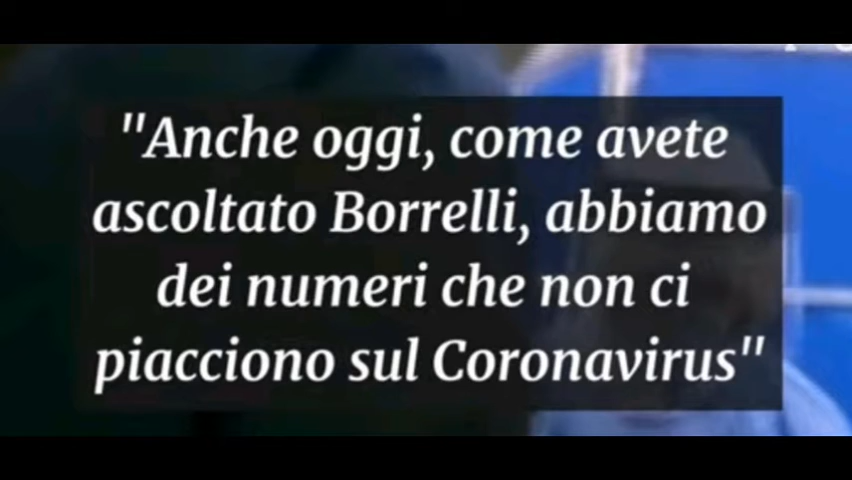 "Anche oggi, come avete
ascoltato Borrelli, abbiamo
dei numeri che non ci
piacciono sul Coronavirus"